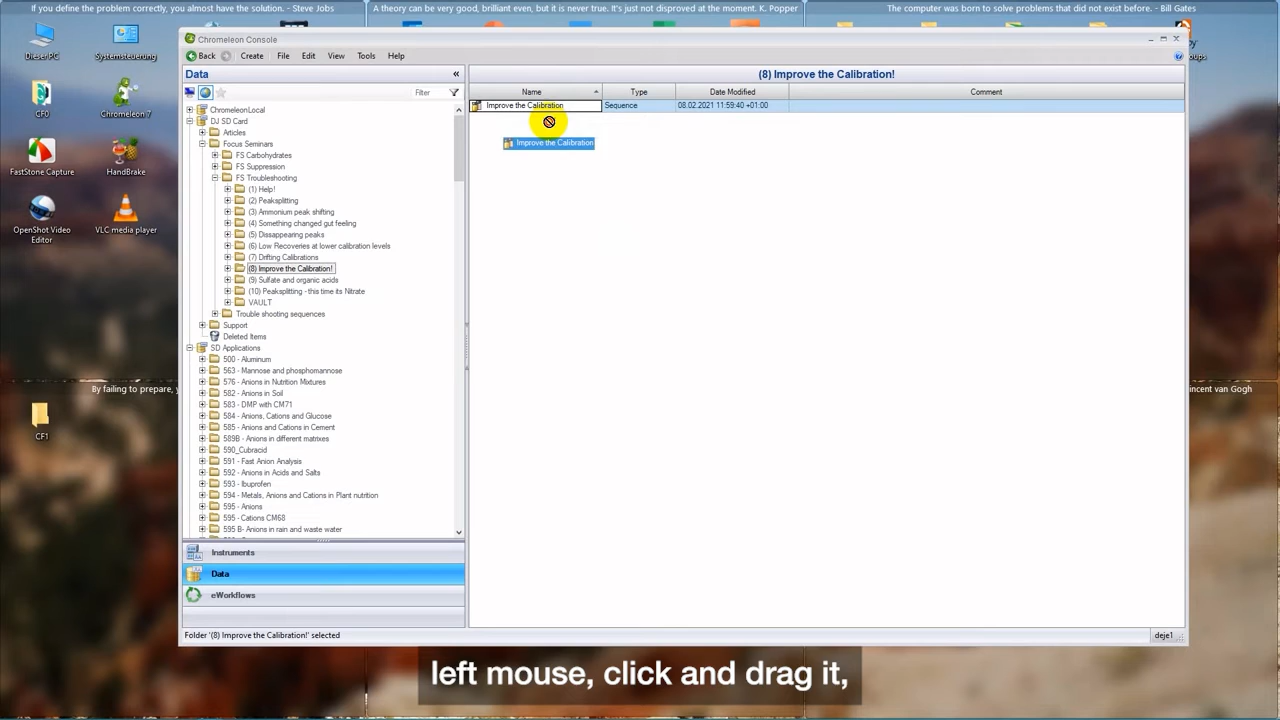 If you define the problem correctly, you almost have the solution. - Steve Jobs
A theory can be very good, brilliant even, but it is never true. It's just not disproved at the moment. K. Popper
The computer was born to solve problems that did not exist before. - Bill Gates
Dieser PC
Systemsteuerung
CF0
Chromeleon 7
FastStone Capture
HandBrake
OpenShot Video
Editor
VLC media player
By failing to prepare,
incent van Gogh
CF1
Chromeleon Console
Back
Create
File
Edit
View
Tools
Help
Data
«
Filter
ChromeleonLocal
DJ SD Card
Articles
Focus Seminars
FS Carbohydrates
FS Suppression
FS Troubleshooting
(1) Help!
(2) Peaksplitting
(3) Ammonium peak shifting
(4) Something changed gut feeling
(5) Dissappearing peaks
(6) Low Recoveries at lower calibration levels
(7) Drifting Calibrations
(8) Improve the Calibration!
(9) Sulfate and organic acids
(10) Peaksplitting - this time its Nitrate
VAULT
Trouble shooting sequences
Support
Deleted Items
SD Applications
500 - Aluminum
563 - Mannose and phosphomannose
576 - Anions in Nutrition Mixtures
582 - Anions in Soil
583 - DMP with CM71
584 - Anions, Cations and Glucose
585 - Anions and Cations in Cement
589B - Anions in different matrixes
590_Cubracid
591 - Fast Anion Analysis
592 - Anions in Acids and Salts
593 - Ibuprofen
594 - Metals, Anions and Cations in Plant nutrition
595 - Anions
595 - Cations CM68
595 B- Anions in rain and waste water
Instruments
Data
eWorkflows
(8) Improve the Calibration!
Name
Type
Date Modified
Comment
Improve the Calibration
Sequence
08.02.2021 11:59:40 +01:00
Improve the Calibration
Folder '(8) Improve the Calibration!' selected
deje1
left mouse, click and drag it,